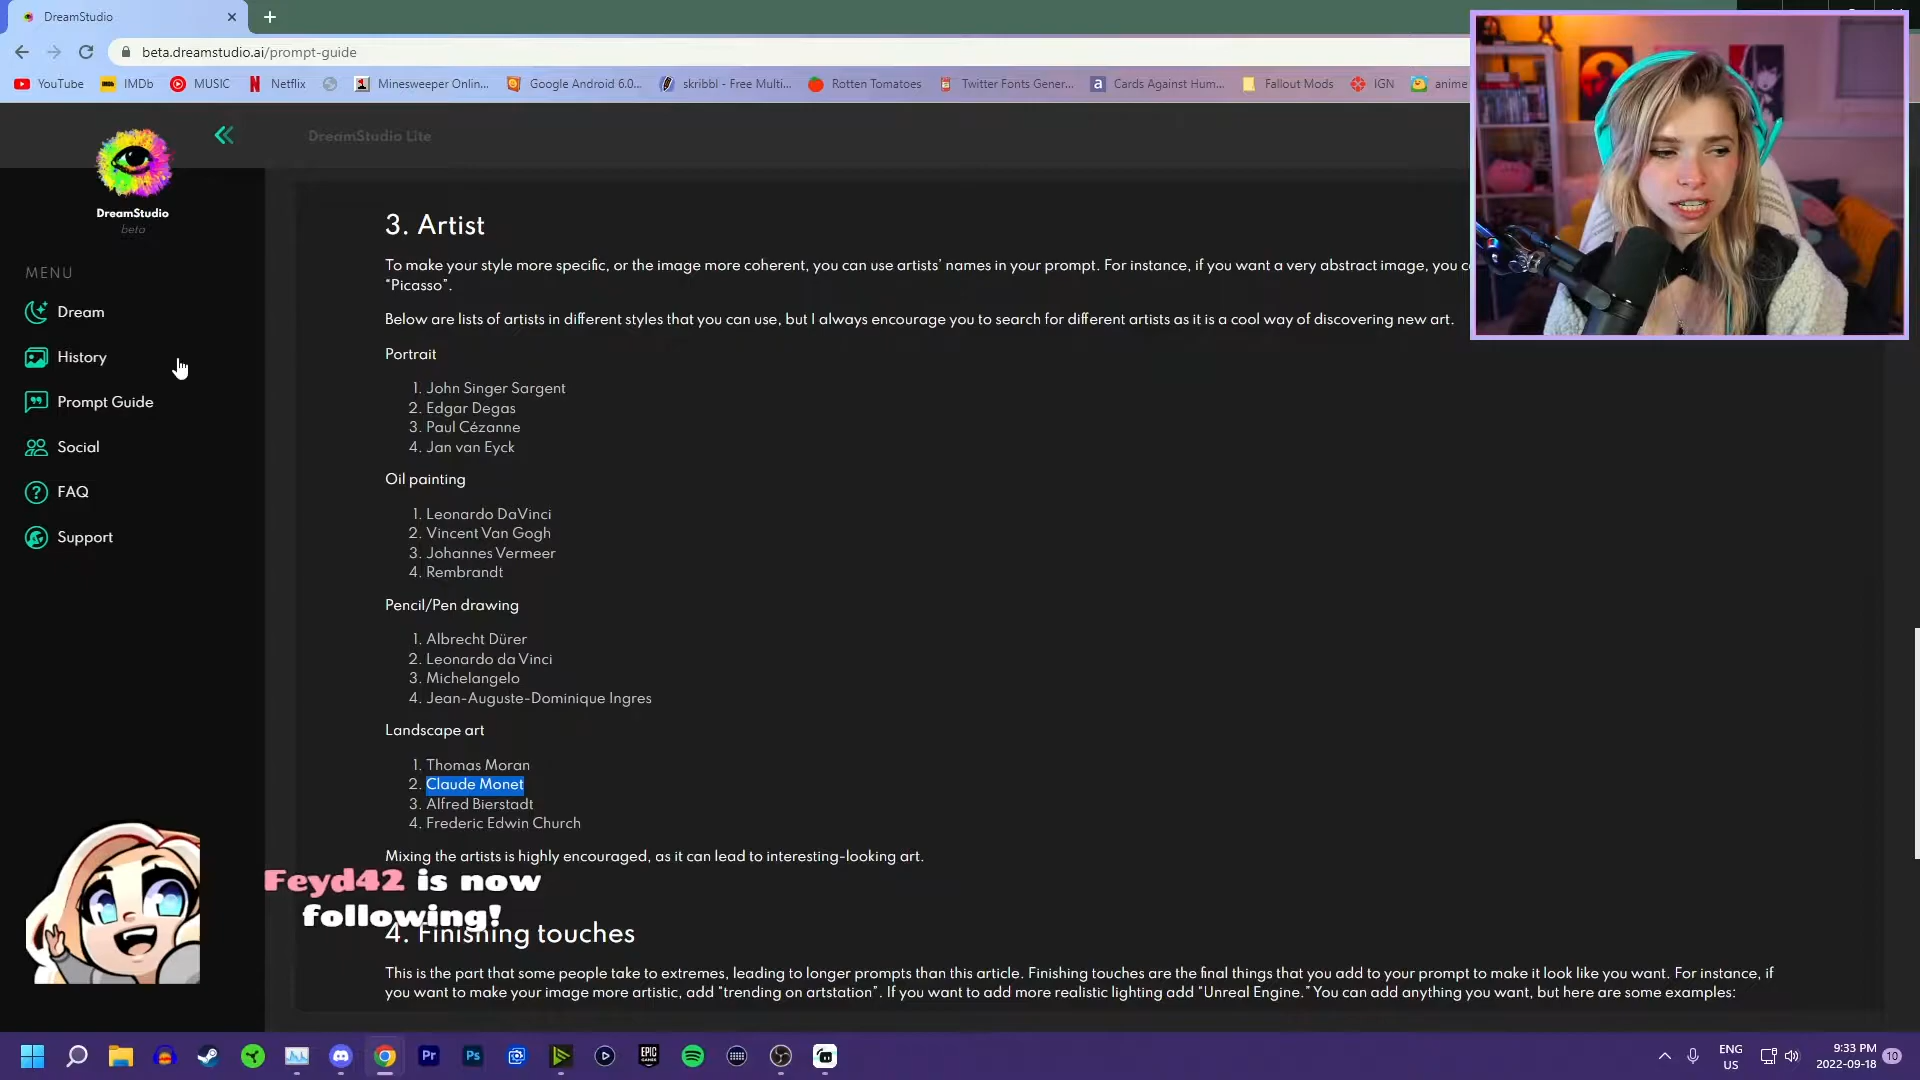 DreamStudio
beta.dreamstudio.ai/prompt-guide
YouTube
IMDb
MUSIC
Netflix
Minesweeper Onlin...
Google Android 6.0...
skribbl - Free Multi...
Rotten Tomatoes
Twitter Fonts Gener...
Cards Against Hum...
Fallout Mods
IGN
anime
DreamStudio Lite
DreamStudio
beta
MENU
Dream
History
Prompt Guide
Social
FAQ
Support
3. Artist
To make your style more specific, or the image more coherent, you can use artists' names in your prompt. For instance, if you want a very abstract image, you c
"Picasso".
Below are lists of artists in different styles that you can use, but I always encourage you to search for different artists as it is a cool way of discovering new art.
Portrait
1. John Singer Sargent
2. Edgar Degas
3. Paul Cézanne
4. Jan van Eyck
Oil painting
1. Leonardo DaVinci
2. Vincent Van Gogh
3. Johannes Vermeer
4. Rembrandt
Pencil/Pen drawing
1. Albrecht Dürer
2. Leonardo da Vinci
3. Michelangelo
4. Jean-Auguste-Dominique Ingres
Landscape art
1. Thomas Moran
2. Claude Monet
3. Alfred Bierstadt
4. Frederic Edwin Church
Mixing the artists is highly encouraged, as it can lead to interesting-looking art.
Feyd42 is now
following!
4. Finishing touches
This is the part that some people take to extremes, leading to longer prompts than this article. Finishing touches are the final things that you add to your prompt to make it look like you want. For instance, if
you want to make your image more artistic, add "trending on artstation". If you want to add more realistic lighting add "Unreal Engine." You can add anything you want, but here are some examples:
Pr
Ps
EPIC
GAMES
ENG
US
9:33 PM
2022-09-18
10